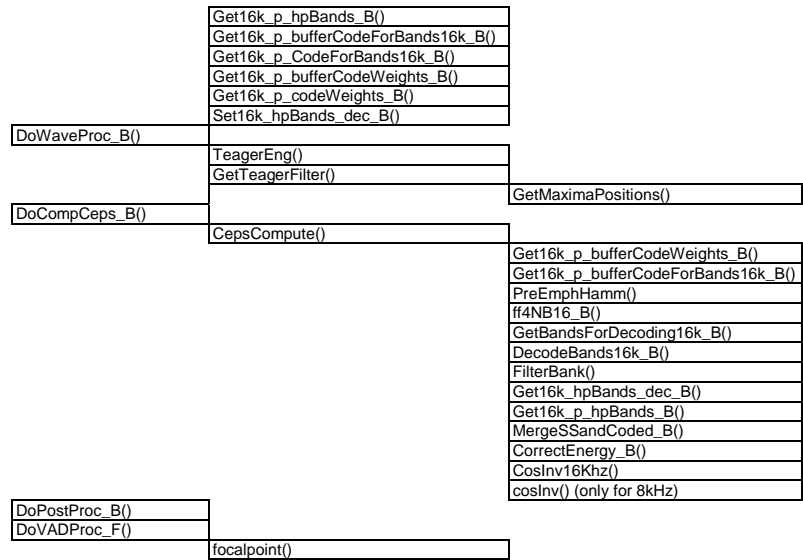 Get16k_p_hpBands_B()
Get16k_p_bufferCodeForBands16k_B()
Get16k_p_CodeForBands16k_B()
Get16k_p_bufferCodeWeights_B()
Get16k_p_codeWeights_B()
Set16k_hpBands_dec_B()
DoWaveProc_B()
TeagerEng()
GetTeagerFilter()
GetMaximaPositions()
DoCompCeps_B()
CepsCompute()
Get16k_p_bufferCodeWeights_B()
Get16k_p_bufferCodeForBands16k_B()
PreEmphHamm()
ff4NB16_B()
GetBandsForDecoding16k_B()
DecodeBands16k_B()
FilterBank()
Get16k_hpBands_dec_B()
Get16k_p_hpBands_B()
MergeSSandCoded_B()
CorrectEnergy_B()
CosInv16Khz()
cosInv() (only for 8kHz)
DoPostProc_B()
DoVADProc_F()
focalpoint()